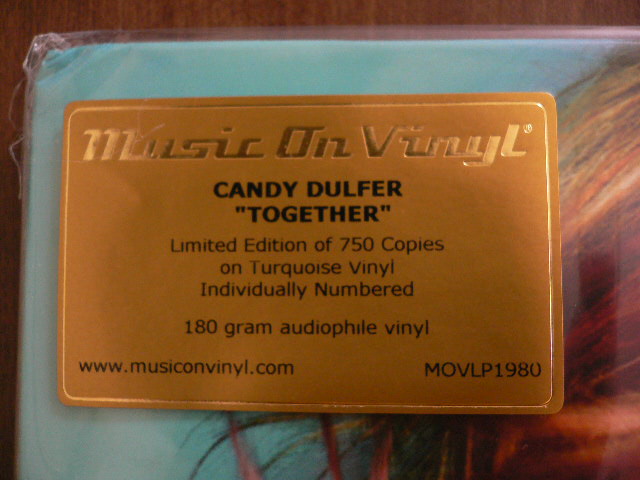 Music On Vinyl®
CANDY DULFER
"TOGETHER"
Limited Edition of 750 Copies
on Turquoise Vinyl
Individually Numbered
180 gram audiophile vinyl
www.musiconvinyl.com MOVLP1980